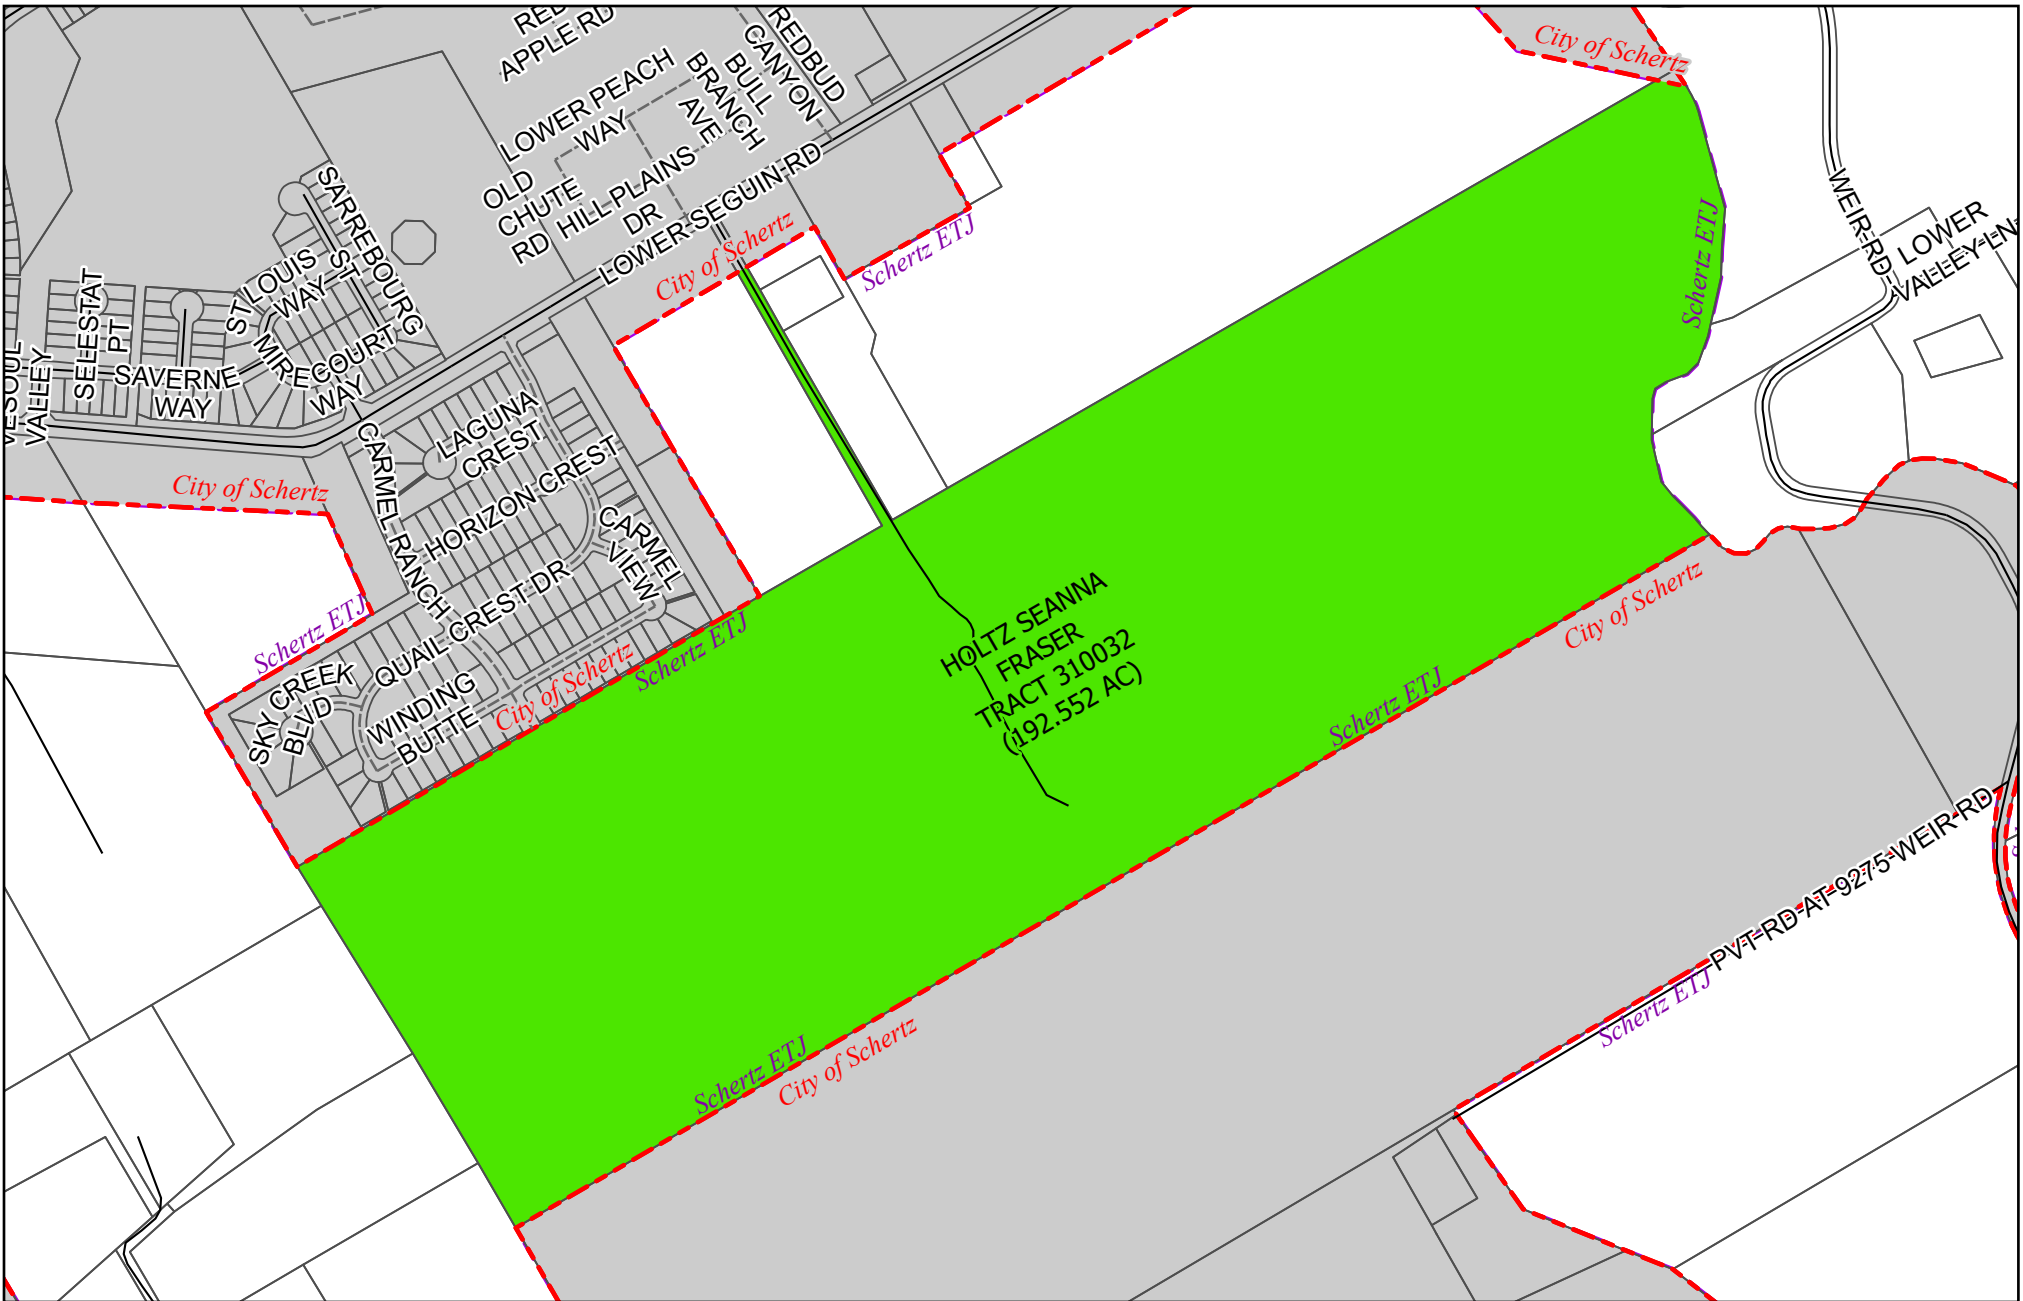 RED
APPLE RD
REDBUD
CANYON
BULL
BRANCH
AVE
LOWER PEACH
WAY
OLD
CHUTE
RD
HILL PLAINS
DR
LOWER SEGUIN RD
City of Schertz
City of Schertz
Schertz ETJ
Schertz ETJ
WEIR RD
LOWER
VALLEY LN
SARREBOURG
ST
ST LOUIS
WAY
MIRECOURT
WAY
SELESTAT
PT
SAVERNE
WAY
VALLEY
City of Schertz
CARMEL RANCH
LAGUNA
CREST
HORIZON CREST
CARMEL
VIEW
QUAIL CREST DR
Schertz ETJ
SKY CREEK
BLVD
WINDING
BUTTE
City of Schertz
Schertz ETJ
HOLTZ SEANNA
FRASER
TRACT 310032
(192.552 AC)
City of Schertz
Schertz ETJ
PVT RD AT 9275 WEIR RD
Schertz ETJ
Schertz ETJ
City of Schertz